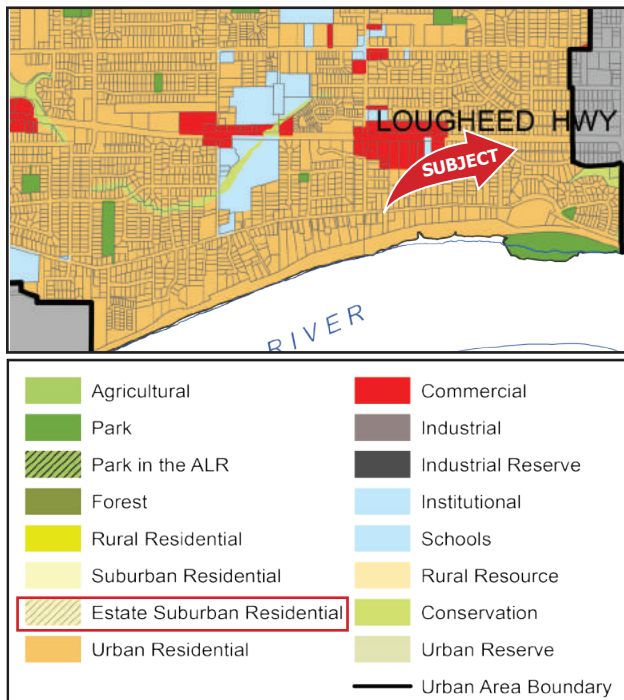 LOUGHEED HWY
SUBJECT
RIVER
Agricultural
Park
Park in the ALR
Forest
Rural Residential
Suburban Residential
Estate Suburban Residential
Urban Residential
Commercial
Industrial
Industrial Reserve
Institutional
Schools
Rural Resource
Conservation
Urban Reserve
Urban Area Boundary